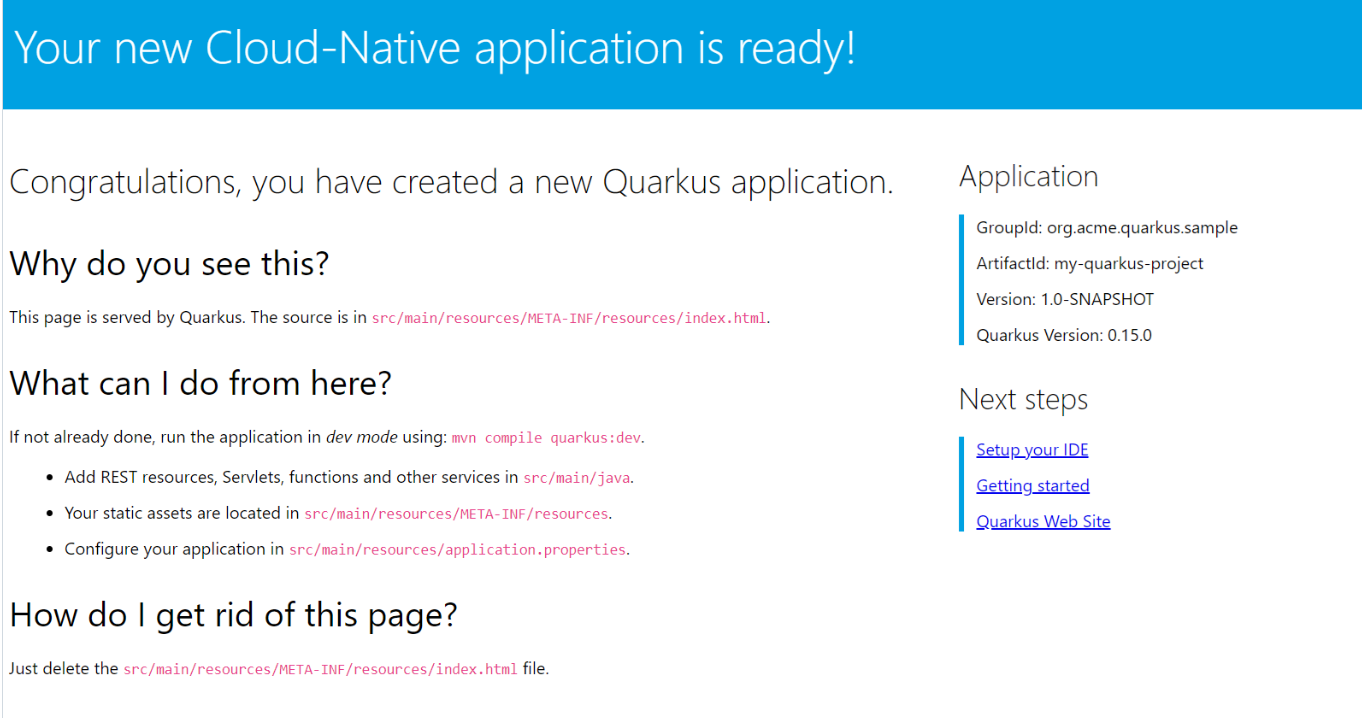 Your new Cloud-Native application is ready!
Congratulations, you have created a new Quarkus application.
Why do you see this?
This page is served by Quarkus. The source is in src/main/resources/META-INF/resources/index.html.
What can I do from here?
If not already done, run the application in dev mode using: mvn compile quarkus:dev.
• Add REST resources, Servlets, functions and other services in src/main/java.
• Your static assets are located in src/main/resources/META-INF/resources.
• Configure your application in src/main/resources/application.properties.
How do I get rid of this page?
Just delete the src/main/resources/META-INF/resources/index.html file.
Application
GroupId: org.acme.quarkus.sample
ArtifactId: my-quarkus-project
Version: 1.0-SNAPSHOT
Quarkus Version: 0.15.0
Next steps
Setup your IDE
Getting started
Quarkus Web Site